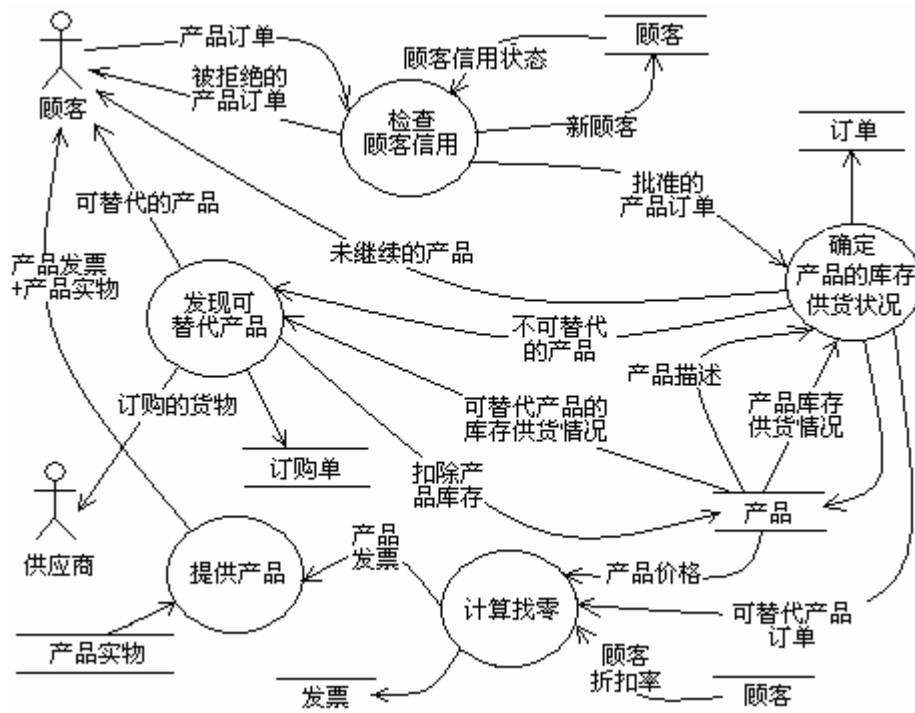 产品订单
顾客
顾客信用状态
被拒绝的
产品订单
顾客
检查
顾客信用
新顾客
订单
批准的
产品订单
可替代的产品
未继续的产品
确定
产品的库存
供货状况
产品发票
+产品实物
发现可
替代产品
不可替代
的产品
产品描述
订购的货物
可替代产品的
库存供货情况
产品库存
供货情况
订购单
扣除产
品库存
产品
供应商
提供产品
产品
发票
产品价格
计算找零
可替代产品
订单
产品实物
顾客
折扣率
发票
顾客